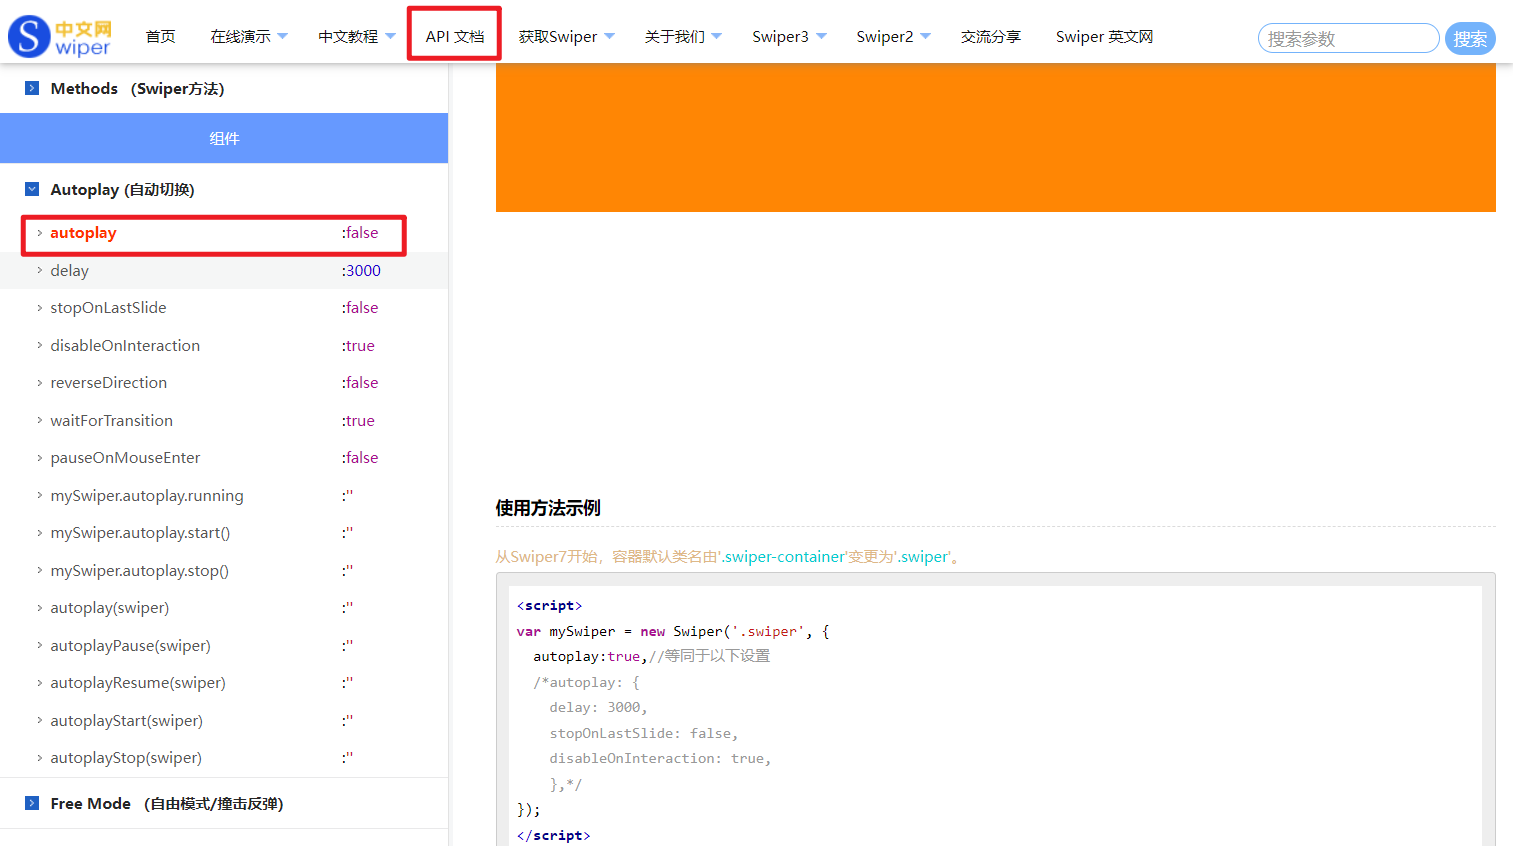 中文网
swiper
首页 在线演示 中文教程 API 文档 获取Swiper 关于我们 Swiper3 Swiper2 交流分享 Swiper 英文网 搜索参数 搜索
Methods （Swiper方法）
组件
Autoplay (自动切换)
autoplay :false
delay :3000
stopOnLastSlide :false
disableOnInteraction :true
reverseDirection :false
waitForTransition :true
pauseOnMouseEnter :false
mySwiper.autoplay.running :''
mySwiper.autoplay.start() :''
mySwiper.autoplay.stop() :''
autoplay(swiper) :''
autoplayPause(swiper) :''
autoplayResume(swiper) :''
autoplayStart(swiper) :''
autoplayStop(swiper) :''
Free Mode （自由模式/撞击反弹）
使用方法示例
从Swiper7开始，容器默认类名由'.swiper-container'变更为'.swiper'。
<script>
var mySwiper = new Swiper('.swiper', {
autoplay:true,//等同于以下设置
/*autoplay: {
delay: 3000,
stopOnLastSlide: false,
disableOnInteraction: true,
},*/
});
</script>